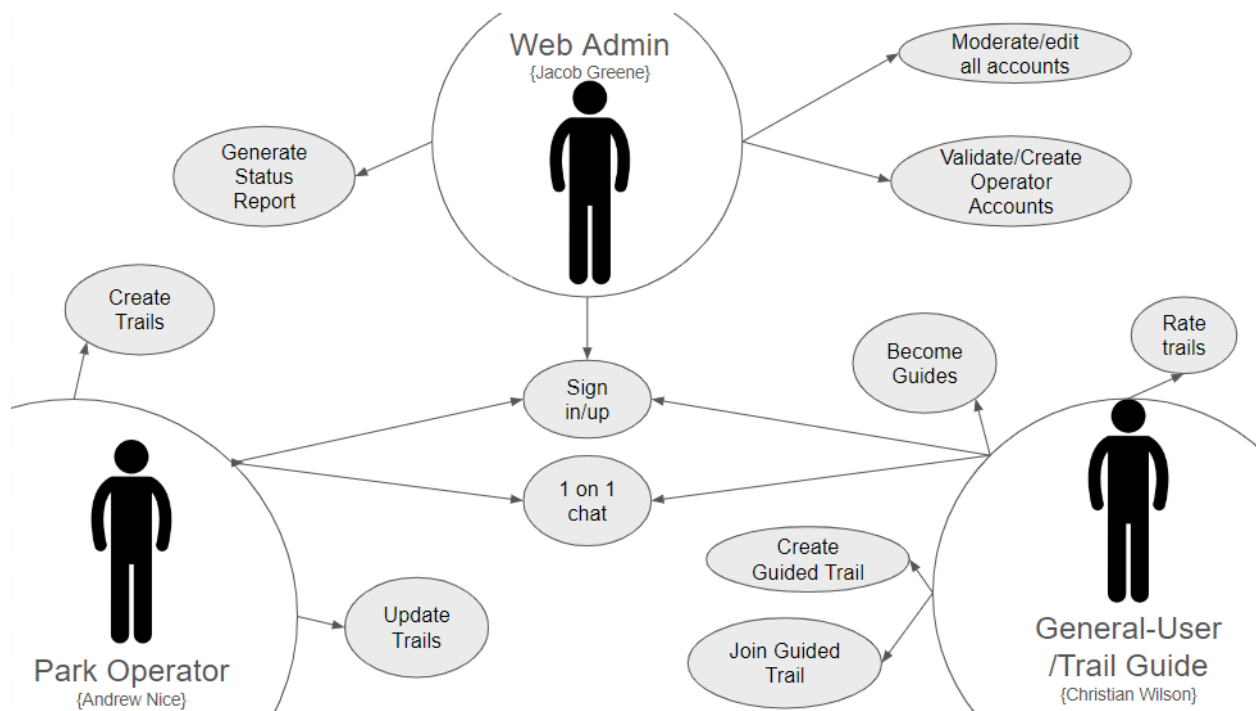 Web Admin
{Jacob Greene}
Moderate/edit
all accounts
Generate
Status
Report
Validate/Create
Operator
Accounts
Create
Trails
Become
Guides
Rate
trails
Sign
in/up
1 on 1
chat
Create
Guided Trail
Update
Trails
Join Guided
Trail
Park Operator
{Andrew Nice}
General-User
/Trail Guide
{Christian Wilson}